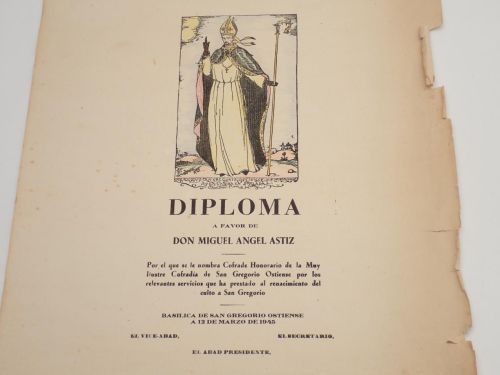 DIPLOMA
A FAVOR DE
DON MIGUEL ANGEL ASTIZ
Por el que se le nombra Cofrade Honorario de la Muy
Ilustre Cofradía de San Gregorio Ostiense por los
relevantes servicios que ha prestado al renacimiento del
culto a San Gregorio
BASILICA DE SAN GREGORIO OSTIENSE
A 12 DE MARZO DE 1945
EL VICE-ABAD,
EL SECRETARIO,
EL ABAD PRESIDENTE,